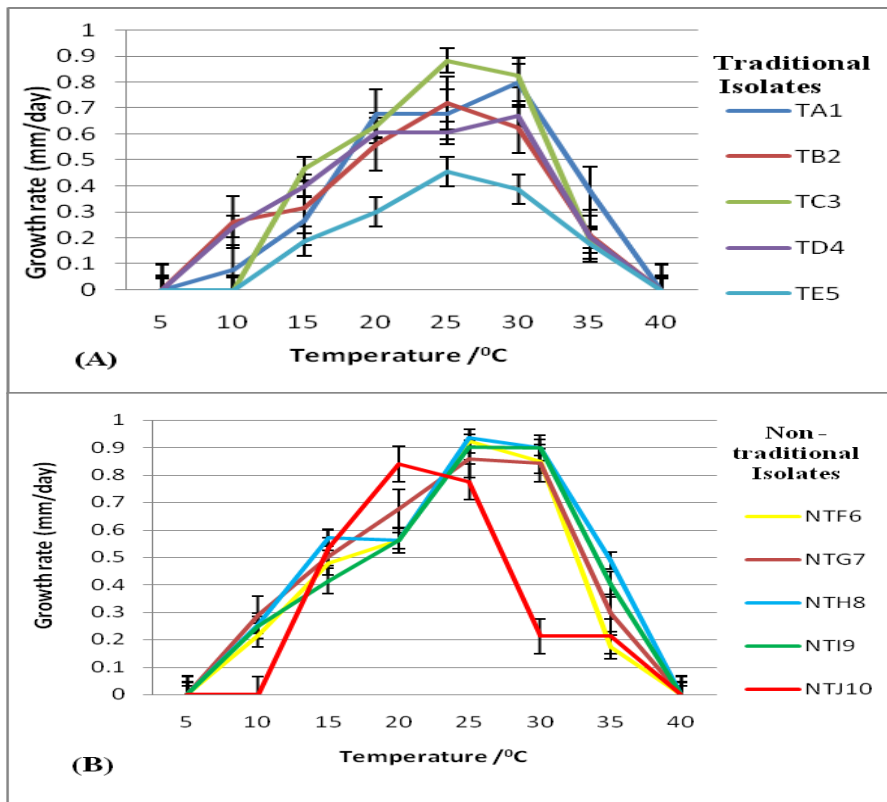 1
0.9
0.8
0.7
0.6
0.5
0.4
0.3
0.2
0.1
0
Growth rate (mm/day)
5 10 15 20 25 30 35 40
Temperature /⁰C
(A)
Traditional
Isolates
TA1
TB2
TC3
TD4
TE5
1
0.9
0.8
0.7
0.6
0.5
0.4
0.3
0.2
0.1
0
Growth rate (mm/day)
5 10 15 20 25 30 35 40
Temperature /⁰C
(B)
Non-
traditional
Isolates
NTF6
NTG7
NTH8
NTI9
NTJ10